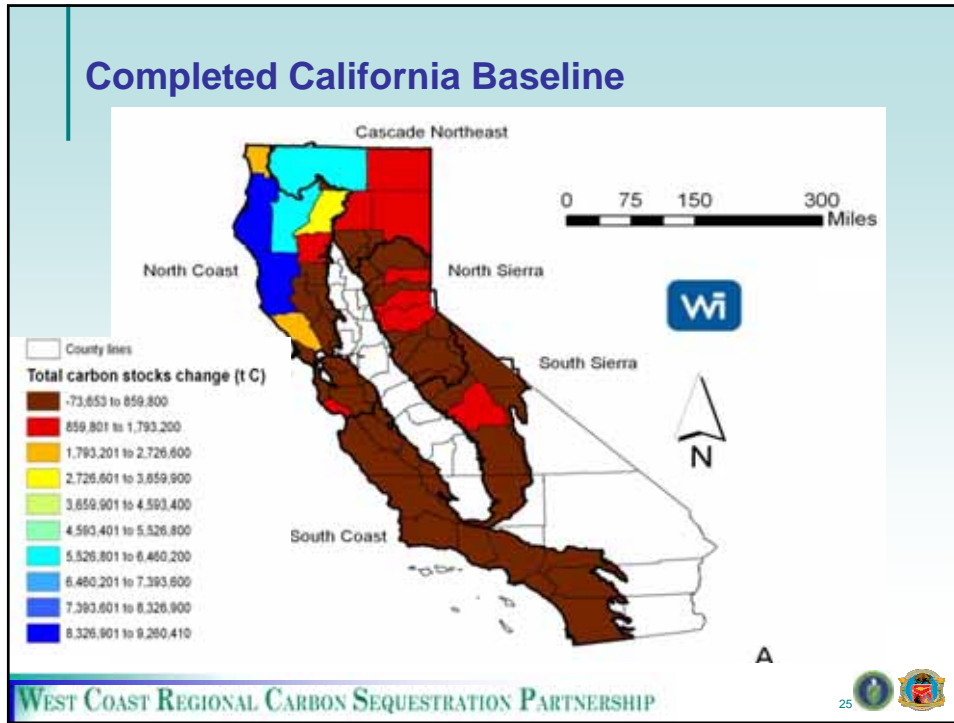 Completed California Baseline
Cascade Northeast
0 75 150 300
Miles
North Coast
North Sierra
Wi
South Sierra
N
South Coast
County lines
Total carbon stocks change (t C)
-73,653 to 859,800
859,801 to 1,793,200
1,793,201 to 2,726,600
2,726,601 to 3,659,900
3,659,901 to 4,593,400
4,593,401 to 5,526,800
5,526,801 to 6,460,200
6,460,201 to 7,393,600
7,393,601 to 8,326,900
8,326,901 to 9,260,410
A
WEST COAST REGIONAL CARBON SEQUESTRATION PARTNERSHIP
25